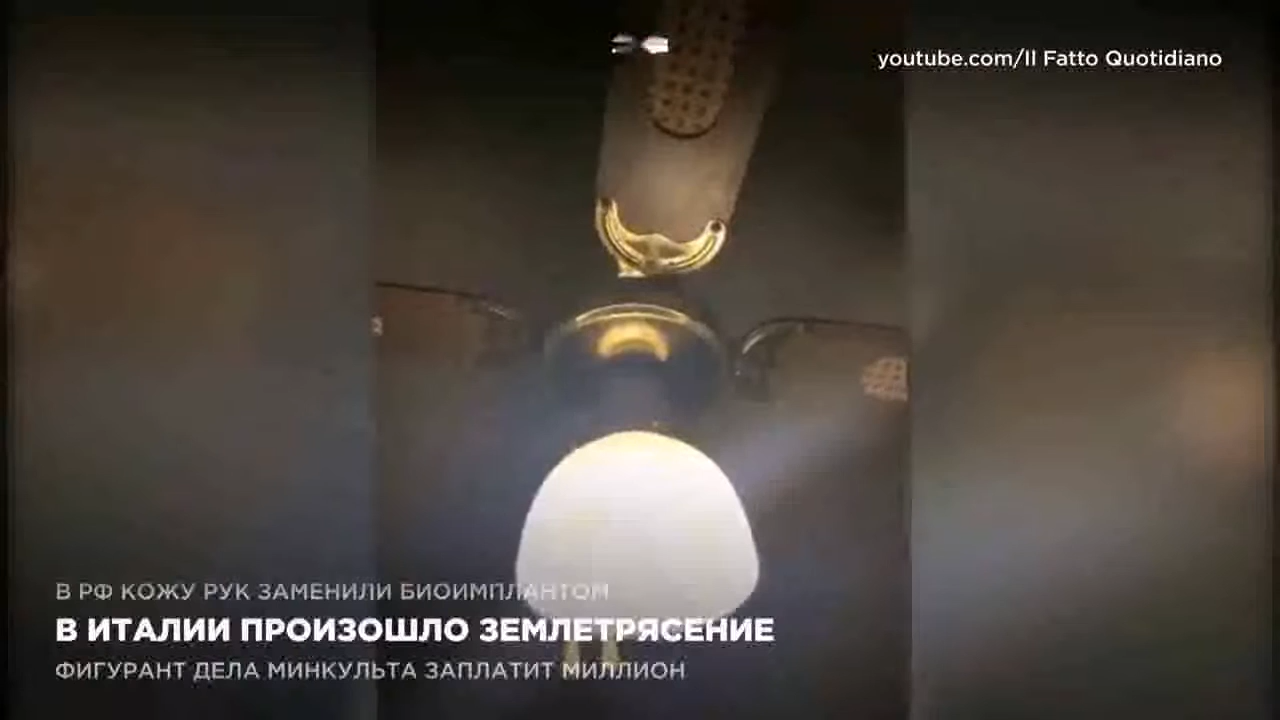 youtube.com/Il Fatto Quotidiano
В РФ КОЖУ РУК ЗАМЕНИЛИ БИОИМПЛАНТОМ
В ИТАЛИИ ПРОИЗОШЛО ЗЕМЛЕТРЯСЕНИЕ
ФИГУРАНТ ДЕЛА МИНКУЛЬТА ЗАПЛАТИТ МИЛЛИОН